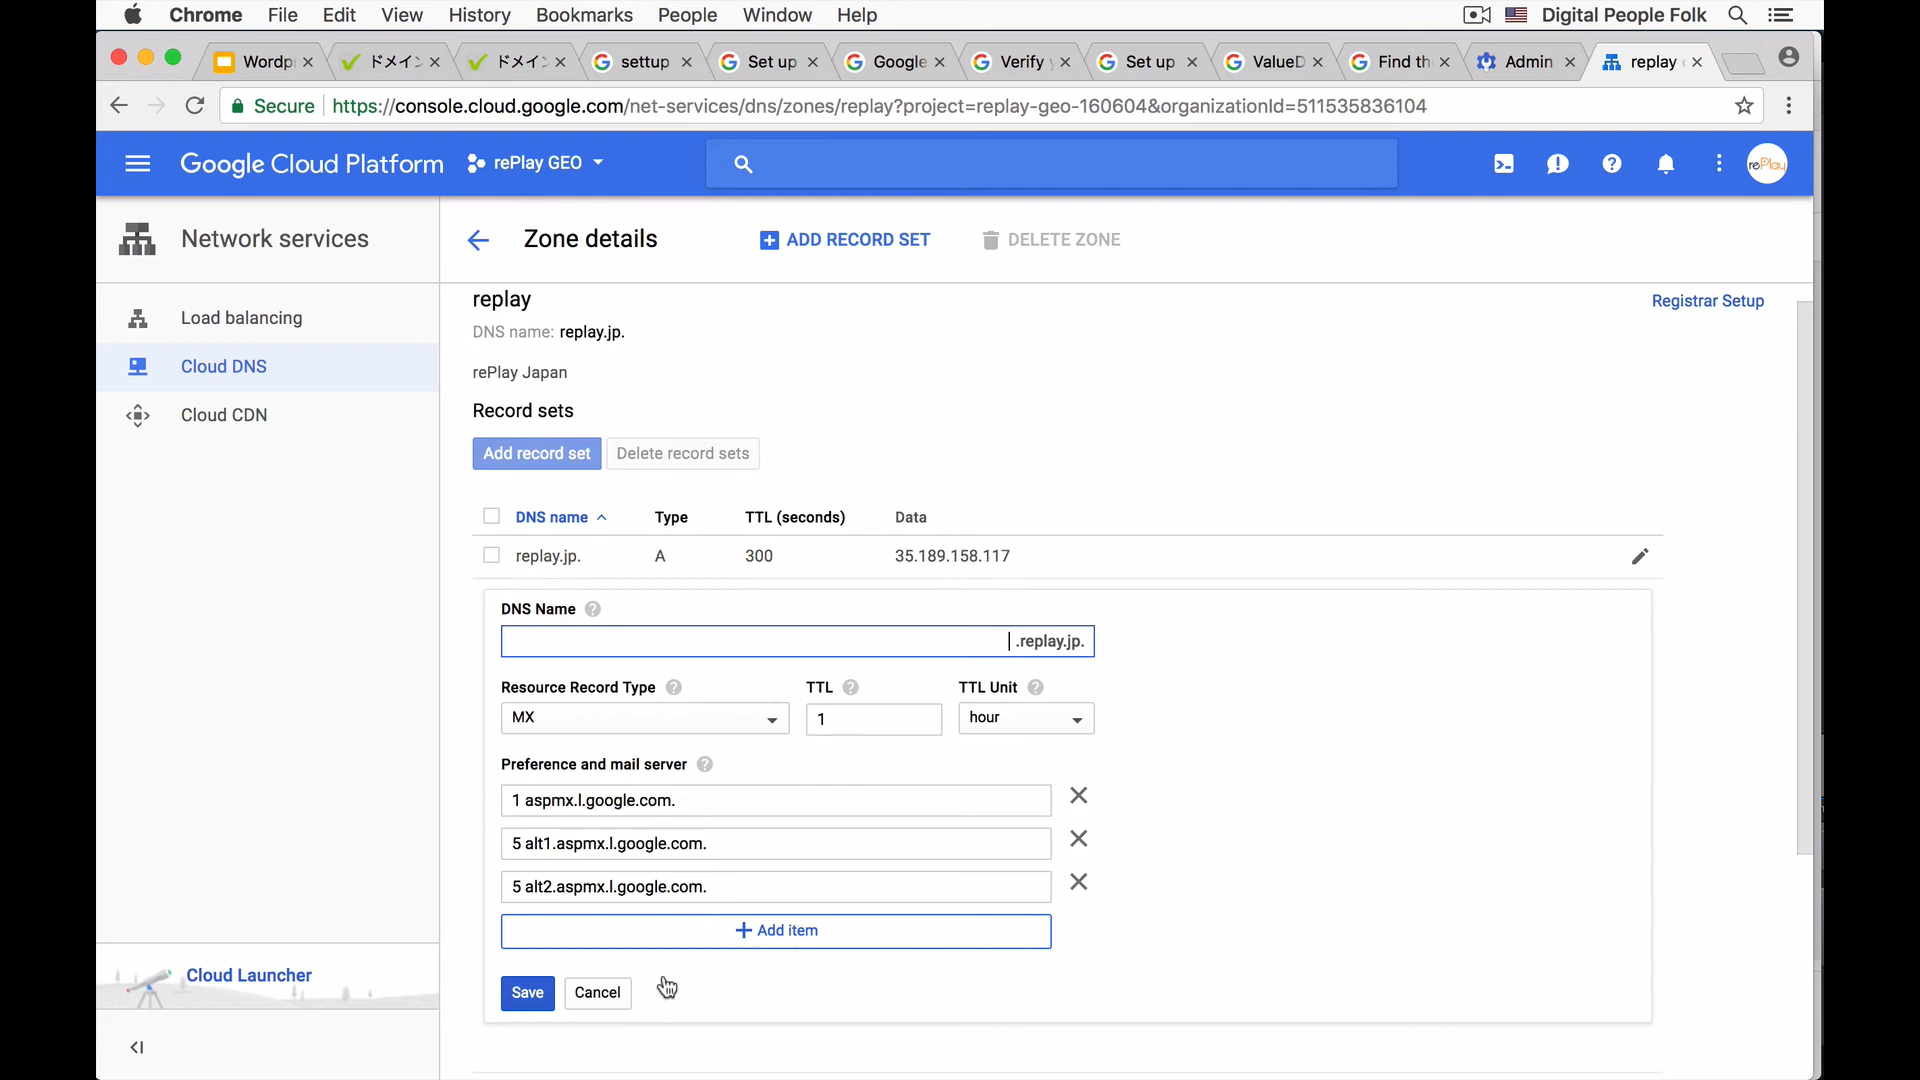 Chrome File Edit View History Bookmarks People Window Help Digital People Folk
Wordp ドメイン ドメイン settup Set up Google Verify Set up ValueD Find th Admin replay
Secure https://console.cloud.google.com/net-services/dns/zones/replay?project=replay-geo-160604&organizationId=511535836104
Google Cloud Platform rePlay GEO rePlay
Network services Zone details ADD RECORD SET DELETE ZONE
Load balancing
Cloud DNS
Cloud CDN
replay Registrar Setup
DNS name: replay.jp.
rePlay Japan
Record sets
Add record set Delete record sets
DNS name Type TTL (seconds) Data
replay.jp. A 300 35.189.158.117
DNS Name
.replay.jp.
Resource Record Type TTL TTL Unit
MX 1 hour
Preference and mail server
1 aspmx.l.google.com.
5 alt1.aspmx.l.google.com.
5 alt2.aspmx.l.google.com.
Add item
Save Cancel
Cloud Launcher